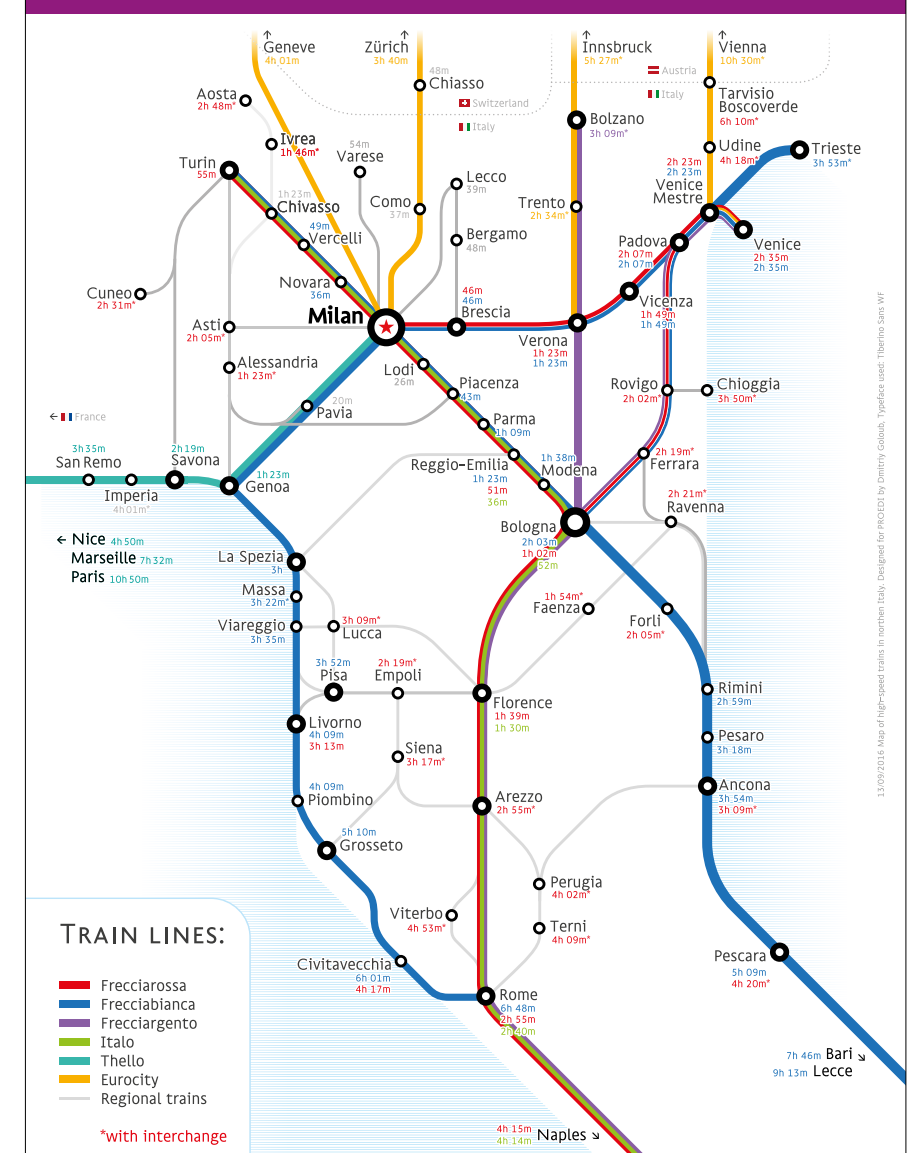 Geneve
4h 01m
Zürich
3h 40m
Innsbruck
5h 27m*
Vienna
10h 30m*
48m
Chiasso
Austria
Italy
Switzerland
Italy
Tarvisio
Boscoverde
6h 10m*
Aosta
2h 48m*
Ivrea
1h 46m*
Bolzano
3h 09m*
Udine
4h 18m*
Trieste
3h 53m*
Turin
55m
54m
Varese
Lecco
39m
2h 23m
2h 23m
Venice
Mestre
1h 23m
Chivasso
Como
37m
Trento
2h 34m*
49m
Vercelli
Bergamo
48m
Padova
2h 07m
2h 07m
Venice
2h 35m
2h 35m
Novara
36m
Cuneo
2h 31m*
46m
46m
Brescia
Vicenza
1h 49m
1h 49m
Milan
Asti
2h 05m*
Verona
1h 23m
1h 23m
Alessandria
1h 23m*
Lodi
26m
Piacenza
43m
Rovigo
2h 02m*
Chioggia
3h 50m*
20m
Pavia
← France
Parma
1h 09m
3h 35m
San Remo
2h 19m
Savona
Reggio-Emilia
1h 23m
51m
36m
1h 38m
Modena
2h 19m*
Ferrara
Imperia
4h 01m*
1h 23m
Genoa
2h 21m*
Ravenna
Bologna
2h 03m
1h 02m
52m
← Nice 4h 50m
Marseille 7h 32m
Paris 10h 50m
La Spezia
3h
Massa
3h 22m*
1h 54m*
Faenza
Forli
2h 05m*
Viareggio
3h 35m
3h 09m*
Lucca
3h 52m
Pisa
2h 19m*
Empoli
Florence
1h 39m
1h 30m
Rimini
2h 59m
Livorno
4h 09m
3h 13m
Siena
3h 17m*
Pesaro
3h 18m
4h 09m
Piombino
Arezzo
2h 55m*
Ancona
3h 54m
3h 09m*
5h 10m
Grosseto
Perugia
4h 02m*
Viterbo
4h 53m*
Terni
4h 09m*
Civitavecchia
6h 01m
4h 17m
Pescara
5h 09m
4h 20m*
Rome
6h 48m
2h 55m
2h 40m
7h 46m Bari
9h 13m Lecce
4h 15m
4h 14m
Naples
TRAIN LINES:
Frecciarossa
Frecciabianca
Frecciargento
Italo
Thello
Eurocity
Regional trains
*with interchange
13/09/2016 Map of high-speed trains in northen Italy. Designed for PROEDI by Dmitriy Goloub, Typeface used: Tiberino Sans WF